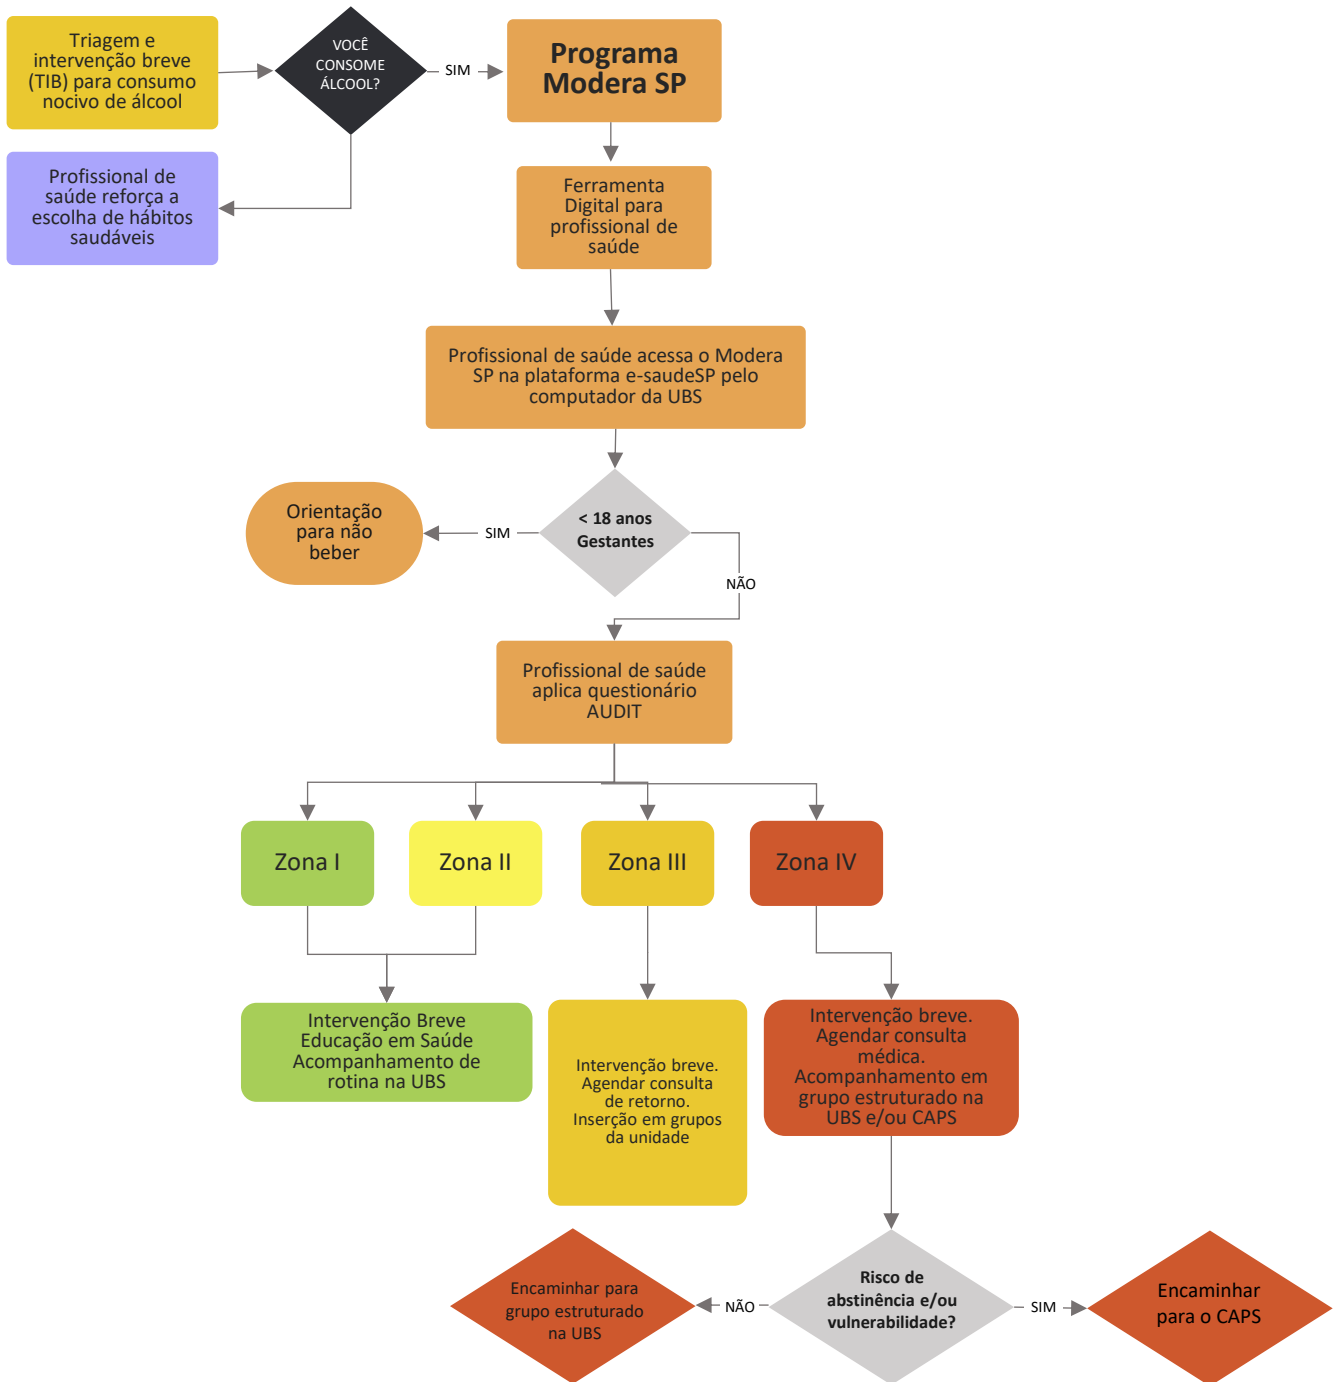 Triagem e
intervenção breve
(TIB) para consumo
nocivo de álcool
VOCÊ
CONSOME
ÁLCOOL?
SIM
Programa
Modera SP
Profissional de
saúde reforça a
escolha de hábitos
saudáveis
Ferramenta
Digital para
profissional de
saúde
Profissional de saúde acessa o Modera
SP na plataforma e-saudeSP pelo
computador da UBS
Orientação
para não
beber
SIM
< 18 anos
Gestantes
NÃO
Profissional de saúde
aplica questionário
AUDIT
Zona I
Zona II
Zona III
Zona IV
Intervenção Breve
Educação em Saúde
Acompanhamento de
rotina na UBS
Intervenção breve.
Agendar consulta
de retorno.
Inserção em grupos
da unidade
Intervenção breve.
Agendar consulta
médica.
Acompanhamento em
grupo estruturado na
UBS e/ou CAPS
Encaminhar para
grupo estruturado
na UBS
NÃO
Risco de
abstinência e/ou
vulnerabilidade?
SIM
Encaminhar
para o CAPS